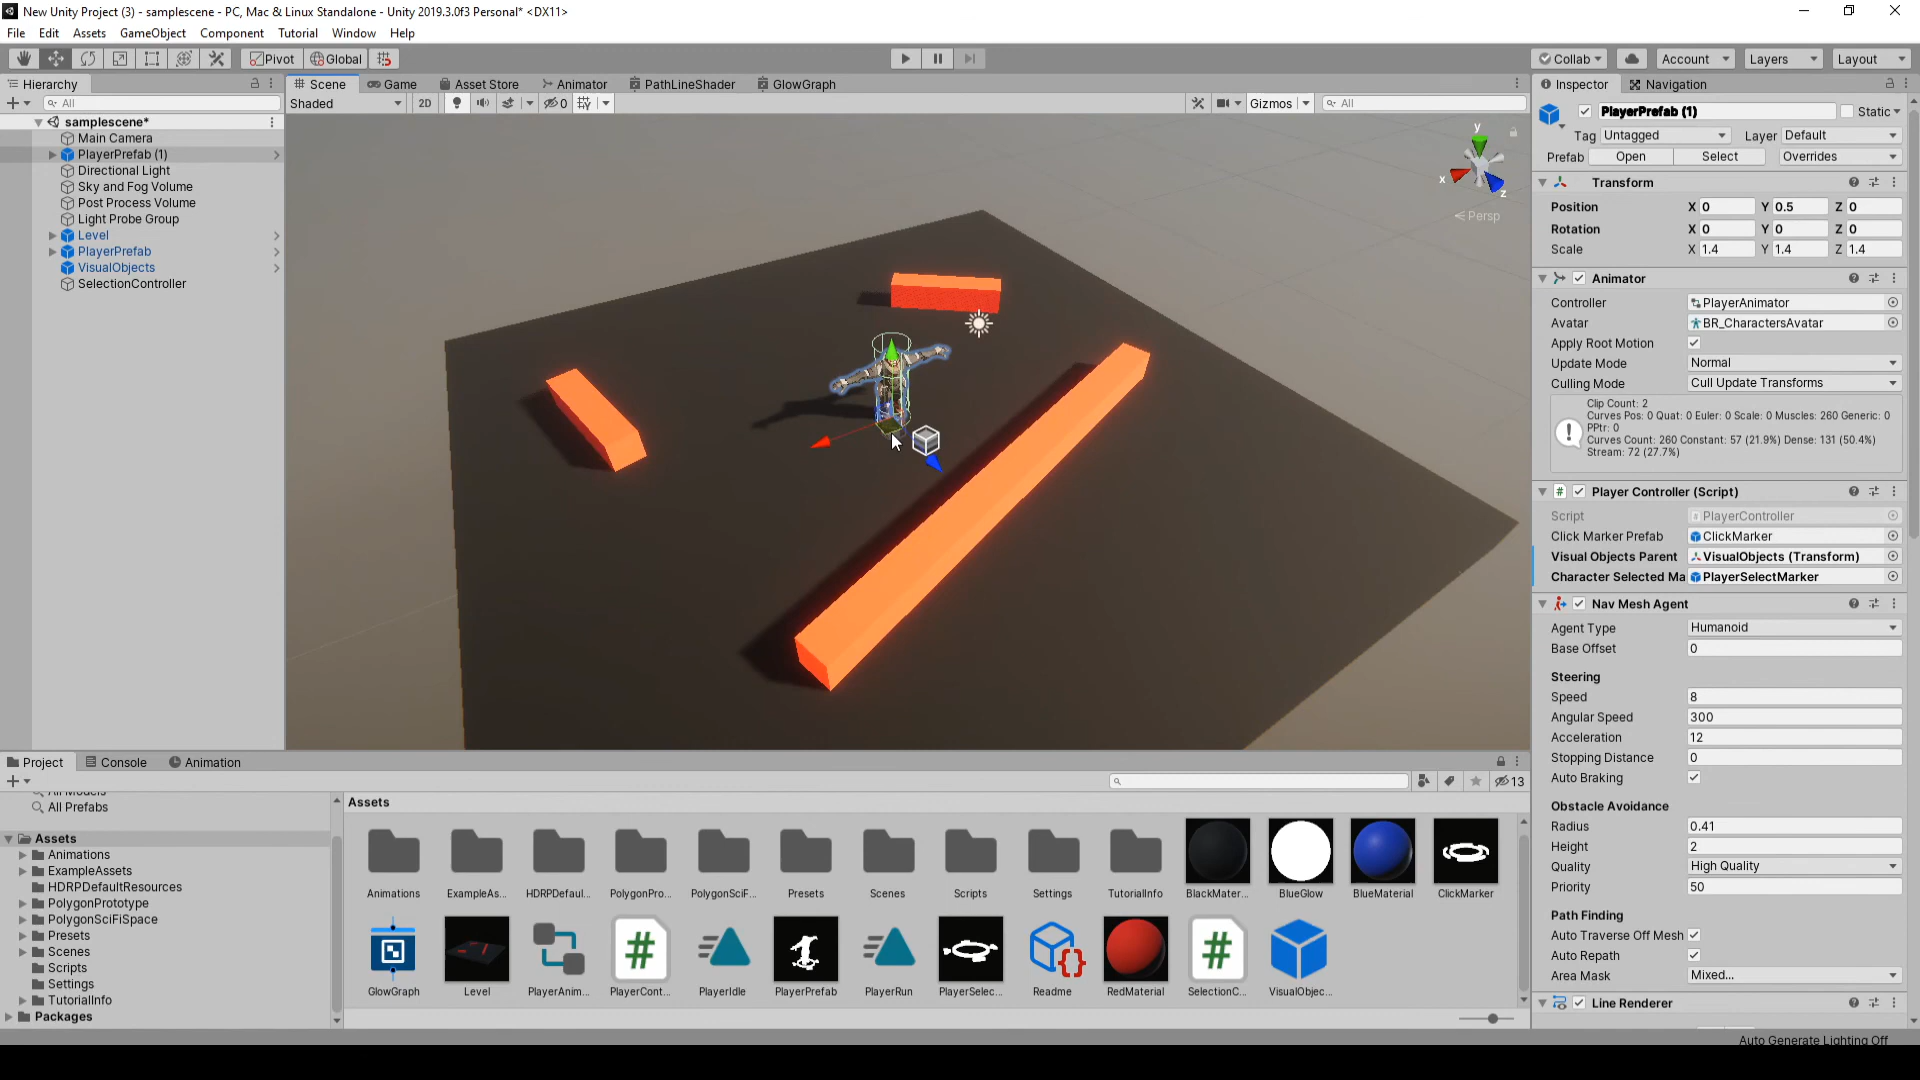 New Unity Project (3) - samplescene - PC, Mac & Linux Standalone - Unity 2019.3.0f3 Personal* <DX11>
File Edit Assets GameObject Component Tutorial Window Help
Pivot Global Collab Account Layers Layout
Hierarchy
All
samplescene*
Main Camera
PlayerPrefab (1)
Directional Light
Sky and Fog Volume
Post Process Volume
Light Probe Group
Level
PlayerPrefab
VisualObjects
SelectionController
Scene Game Asset Store Animator PathLineShader GlowGraph
Shaded 2D 0 Gizmos All
y
x
z
Persp
Inspector Navigation
PlayerPrefab (1) Static
Tag Untagged Layer Default
Prefab Open Select Overrides
Transform
Position X 0 Y 0.5 Z 0
Rotation X 0 Y 0 Z 0
Scale X 1.4 Y 1.4 Z 1.4
Animator
Controller PlayerAnimator
Avatar BR_CharactersAvatar
Apply Root Motion
Update Mode Normal
Culling Mode Cull Update Transforms
Clip Count: 2
Curves Pos: 0 Quat: 0 Euler: 0 Scale: 0 Muscles: 260 Generic: 0
PPtr: 0
Curves Count: 260 Constant: 57 (21.9%) Dense: 131 (50.4%)
Stream: 72 (27.7%)
Player Controller (Script)
Script PlayerController
Click Marker Prefab ClickMarker
Visual Objects Parent VisualObjects (Transform)
Character Selected Ma PlayerSelectMarker
Nav Mesh Agent
Agent Type Humanoid
Base Offset 0
Steering
Speed 8
Angular Speed 300
Acceleration 12
Stopping Distance 0
Auto Braking
Obstacle Avoidance
Radius 0.41
Height 2
Quality High Quality
Priority 50
Path Finding
Auto Traverse Off Mesh
Auto Repath
Area Mask Mixed...
Line Renderer
Auto Generate Lighting Off
Project Console Animation
13
All Models
All Prefabs
Assets
Animations
ExampleAssets
HDRPDefaultResources
PolygonPrototype
PolygonSciFiSpace
Presets
Scenes
Scripts
Settings
TutorialInfo
Packages
Assets
Animations ExampleAs... HDRPDefaul... PolygonPro... PolygonSciF... Presets Scenes Scripts Settings TutorialInfo BlackMater... BlueGlow BlueMaterial ClickMarker
GlowGraph Level PlayerAnim... PlayerCont... PlayerIdle PlayerPrefab PlayerRun PlayerSelec... Readme RedMaterial SelectionC... VisualObjec...